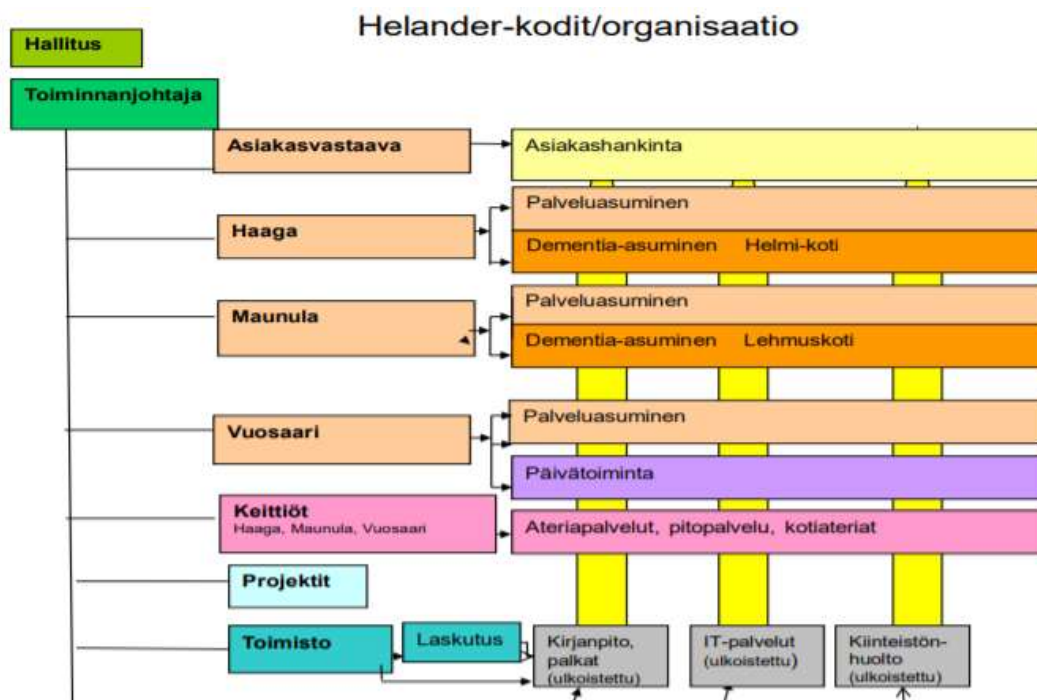 Helander-kodit/organisaatio
Hallitus
Toiminnanjohtaja
Asiakasvastaava
Asiakashankinta
Haaga
Palveluasuminen
Dementia-asuminen Helmi-koti
Maunula
Palveluasuminen
Dementia-asuminen Lehmuskoti
Vuosaari
Palveluasuminen
Päivätoiminta
Keittiöt
Haaga, Maunula, Vuosaari
Ateriapalvelut, pitopalvelu, kotiateriat
Projektit
Toimisto
Laskutus
Kirjanpito,
palkat
(ulkoistettu)
IT-palvelut
(ulkoistettu)
Kiinteistön-
huolto
(ulkoistettu)